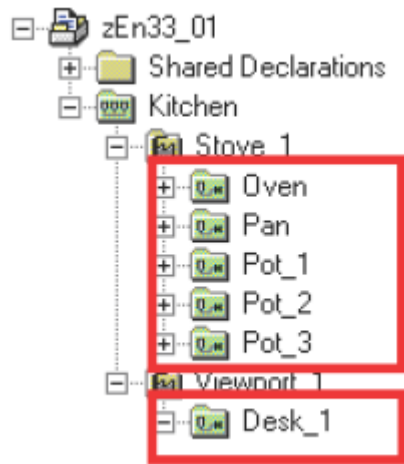 zEn33_01
Shared Declarations
Kitchen
Stove_1
Oven
Pan
Pot_1
Pot_2
Pot_3
Viewport_1
Desk_1